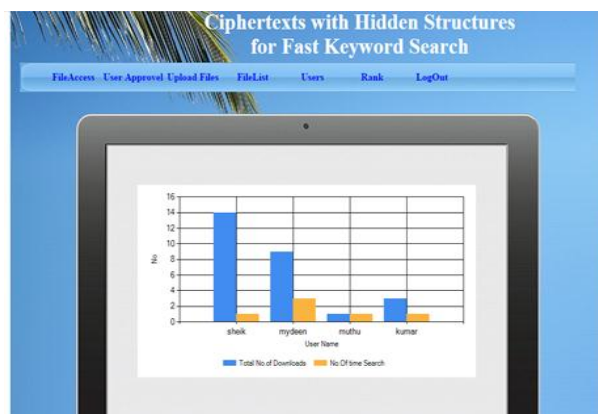 Ciphertexts with Hidden Structures
for Fast Keyword Search
FileAccess User Approvel Upload Files FileList Users Rank LogOut
16
14
12
10
8
6
4
2
0
No
sheik mydeen muthu kumar
User Name
Total No.of Downloads No.Of time Search